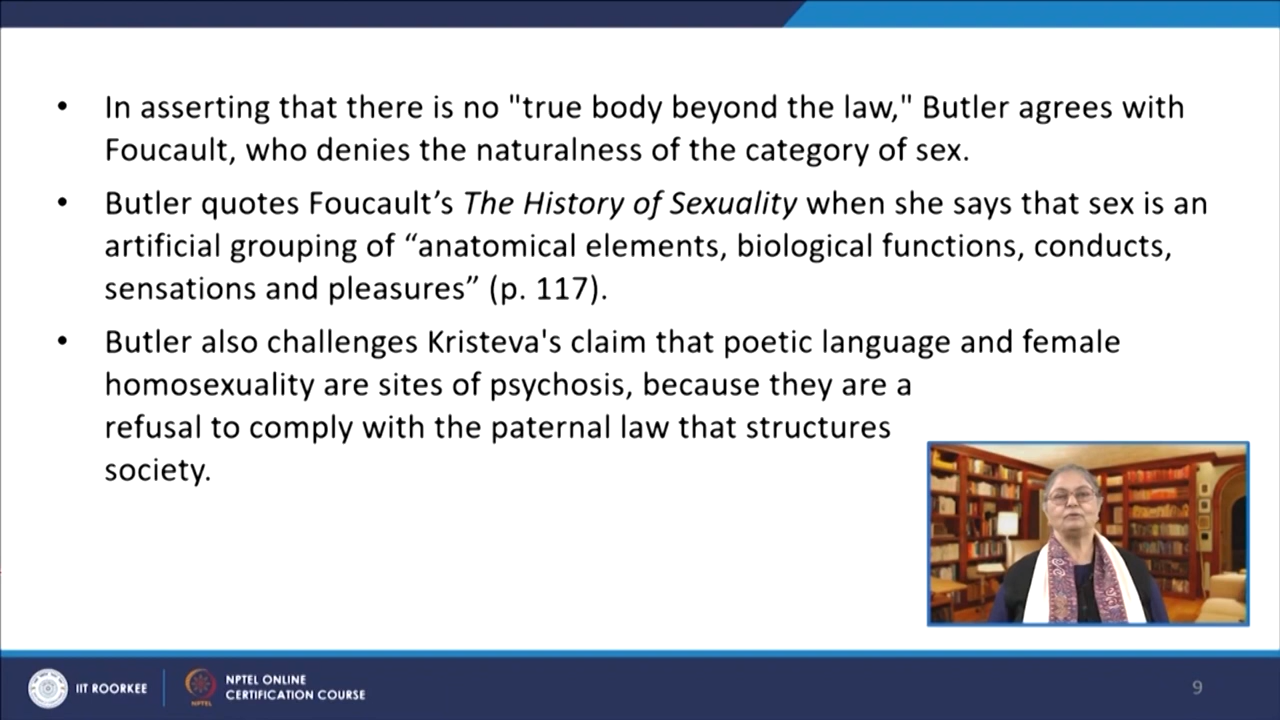 • In asserting that there is no "true body beyond the law," Butler agrees with
Foucault, who denies the naturalness of the category of sex.
• Butler quotes Foucault’s The History of Sexuality when she says that sex is an
artificial grouping of “anatomical elements, biological functions, conducts,
sensations and pleasures” (p. 117).
• Butler also challenges Kristeva's claim that poetic language and female
homosexuality are sites of psychosis, because they are a
refusal to comply with the paternal law that structures
society.
IIT ROORKEE
NPTEL
NPTEL ONLINE
CERTIFICATION COURSE
9